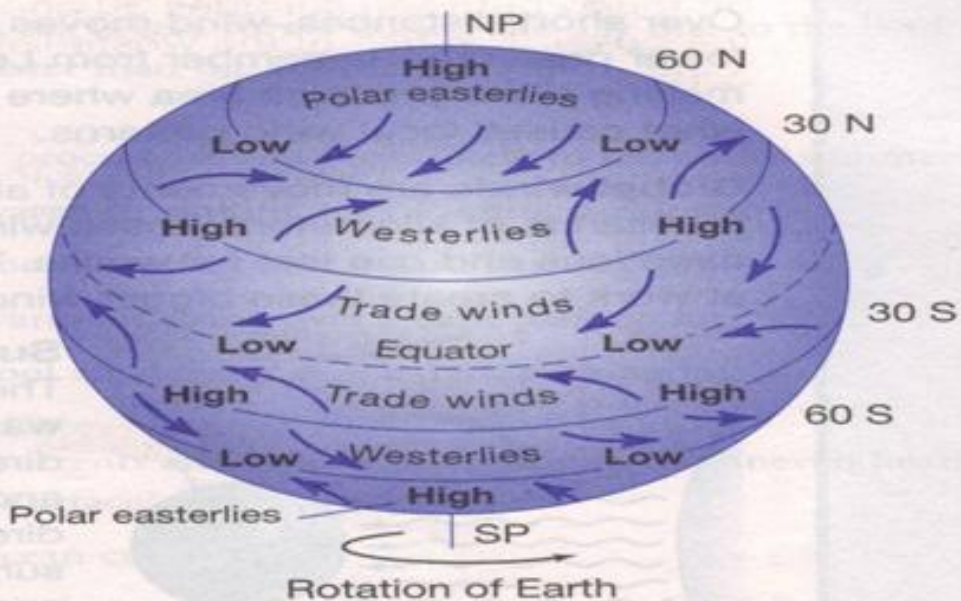 NP
High
60 N
Polar easterlies
30 N
Low Low
High Westerlies High
Trade winds
30 S
Low Equator Low
High Trade winds High
60 S
Low Westerlies Low
High
Polar easterlies
SP
Rotation of Earth